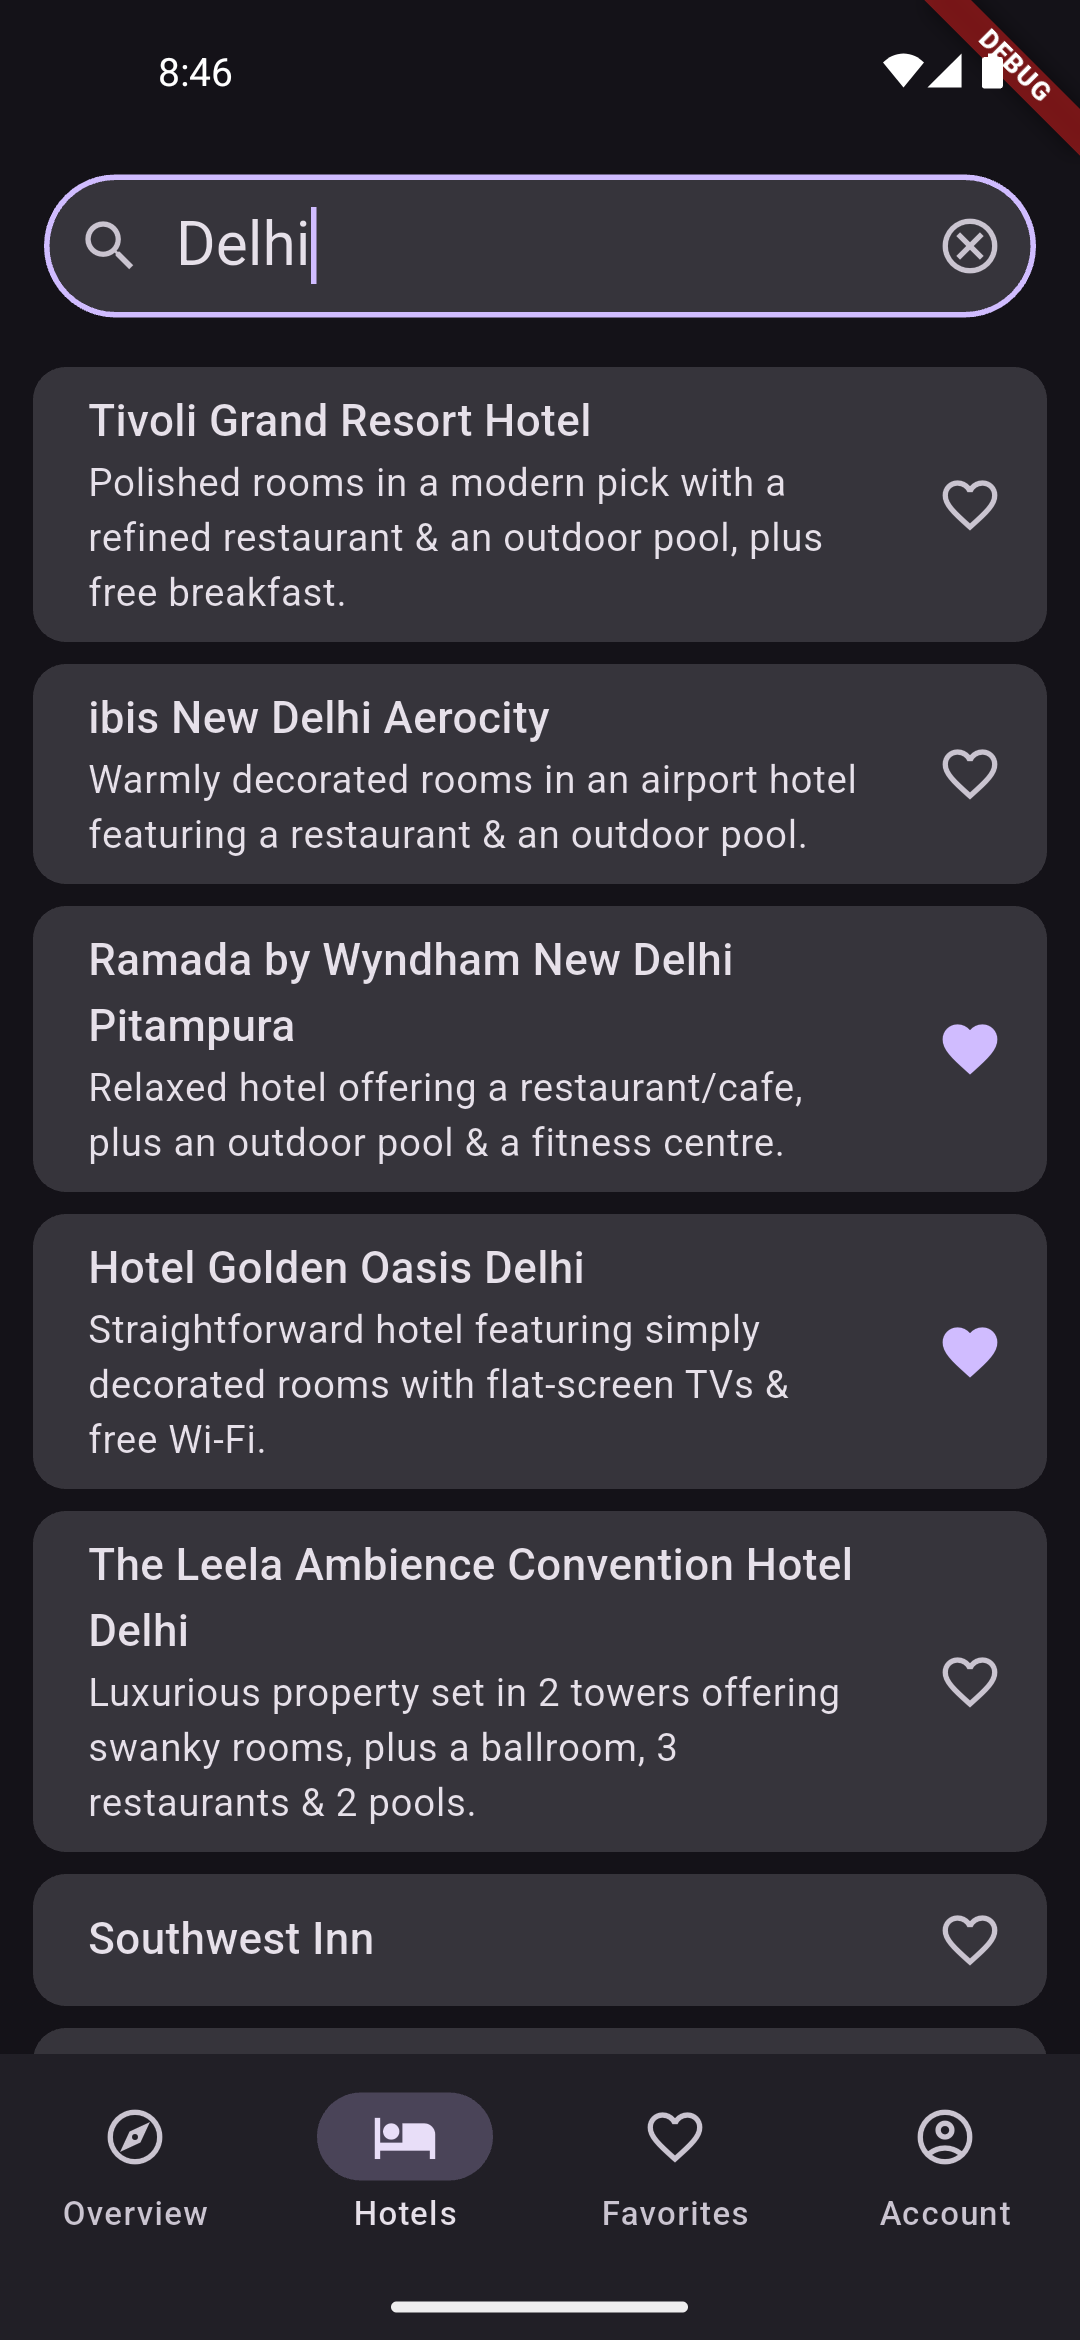 8:46
DEBUG
Delhi
Tivoli Grand Resort Hotel
Polished rooms in a modern pick with a
refined restaurant & an outdoor pool, plus
free breakfast.
ibis New Delhi Aerocity
Warmly decorated rooms in an airport hotel
featuring a restaurant & an outdoor pool.
Ramada by Wyndham New Delhi
Pitampura
Relaxed hotel offering a restaurant/cafe,
plus an outdoor pool & a fitness centre.
Hotel Golden Oasis Delhi
Straightforward hotel featuring simply
decorated rooms with flat-screen TVs &
free Wi-Fi.
The Leela Ambience Convention Hotel
Delhi
Luxurious property set in 2 towers offering
swanky rooms, plus a ballroom, 3
restaurants & 2 pools.
Southwest Inn
Overview
Hotels
Favorites
Account